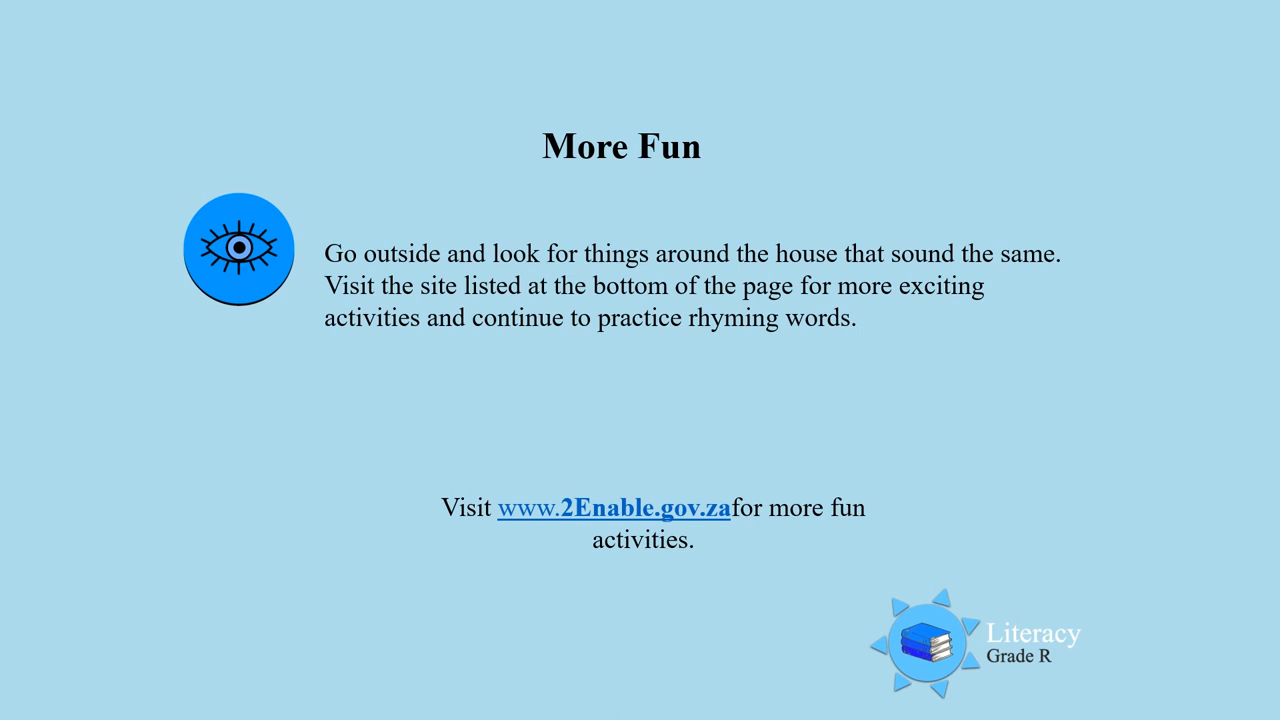 More Fun
Go outside and look for things around the house that sound the same.
Visit the site listed at the bottom of the page for more exciting
activities and continue to practice rhyming words.
Visit www.2Enable.gov.zafor more fun
activities.
Literacy
Grade R